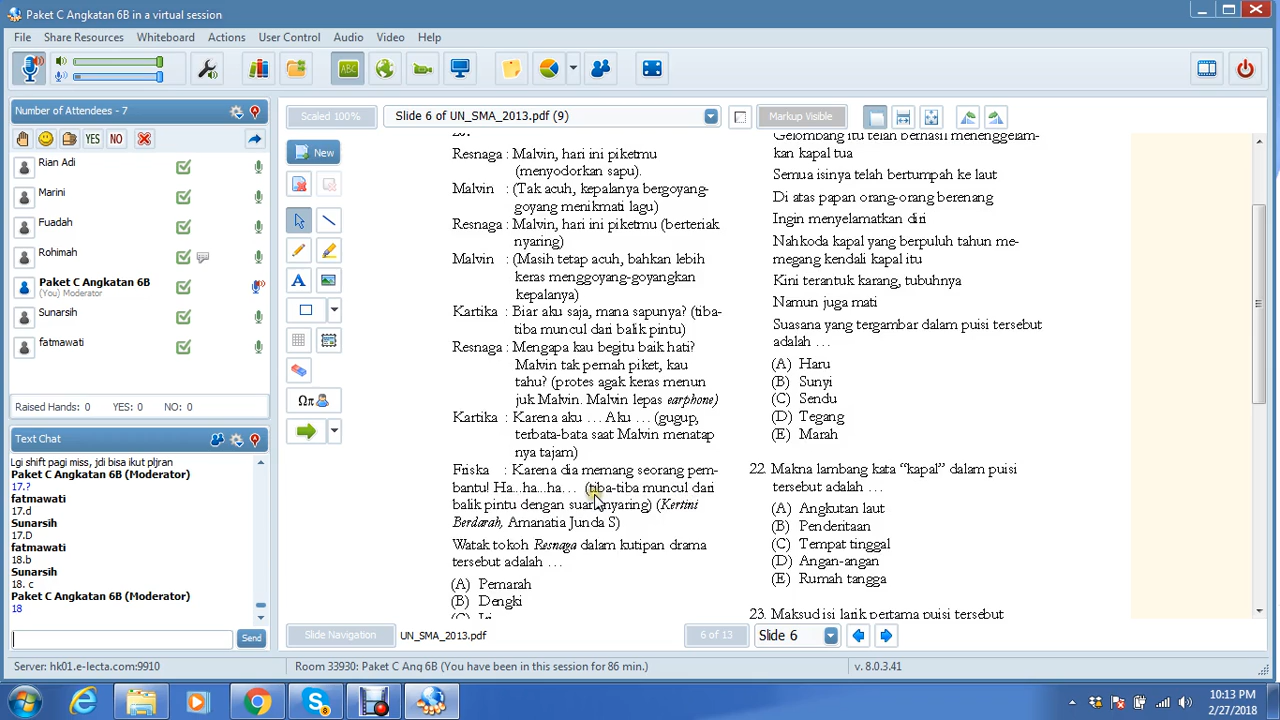 Paket C Angkatan 6B in a virtual session
File Share Resources Whiteboard Actions User Control Audio Video Help
ABC
Number of Attendees - 7
YES NO
Rian Adi
Marini
Fuadah
Rohimah
Paket C Angkatan 6B
(You) Moderator
Sunarsih
fatmawati
Raised Hands: 0 YES: 0 NO: 0
Text Chat
Lgi shift pagi miss, jdi bisa ikut pljran
Paket C Angkatan 6B (Moderator)
17.?
fatmawati
17.d
Sunarsih
17.D
fatmawati
18.b
Sunarsih
18. c
Paket C Angkatan 6B (Moderator)
18
Send
Scaled 100%
Slide 6 of UN_SMA_2013.pdf (9)
Markup Visible
New
A
Ωπ
Resnaga : Malvin, hari ini piketmu
(menyodorkan sapu).
Malvin : (Tak acuh, kepalanya bergoyang-
goyang menikmati lagu)
Resnaga : Malvin, hari ini piketmu (berteriak
nyaring)
Malvin : (Masih tetap acuh, bahkan lebih
keras menggoyang-goyangkan
kepalanya)
Kartika : Biar aku saja, mana sapunya? (tiba-
tiba muncul dari balik pintu)
Resnaga : Mengapa kau begitu baik hati?
Malvin tak pernah piket, kau
tahu? (protes agak keras menun
juk Malvin. Malvin lepas earphone)
Kartika : Karena aku … Aku … (gugup,
terbata-bata saat Malvin menatap
nya tajam)
Friska : Karena dia memang seorang pem-
bantu! Ha...ha...ha… (tiba-tiba muncul dari
balik pintu dengan suara nyaring) (Kertini
Berdarah, Amanatia Junda S)
Watak tokoh Resnaga dalam kutipan drama
tersebut adalah …
(A) Pemarah
(B) Dengki
Gelombang itu telah berhasil menenggelam-
kan kapal tua
Semua isinya telah bertumpah ke laut
Di atas papan orang-orang berenang
Ingin menyelamatkan diri
Nahkoda kapal yang berpuluh tahun me-
megang kendali kapal itu
Kini terantuk karang, tubuhnya
Namun juga mati
Suasana yang tergambar dalam puisi tersebut
adalah …
(A) Haru
(B) Sunyi
(C) Sendu
(D) Tegang
(E) Marah
22. Makna lambang kata “kapal” dalam puisi
tersebut adalah …
(A) Angkutan laut
(B) Penderitaan
(C) Tempat tinggal
(D) Angan-angan
(E) Rumah tangga
23. Maksud isi larik pertama puisi tersebut
Slide Navigation UN_SMA_2013.pdf 6 of 13 Slide 6
Server: hk01.e-lecta.com:9910 Room 33930: Paket C Ang 6B (You have been in this session for 86 min.) v. 8.0.3.41
8
10:13 PM
2/27/2018